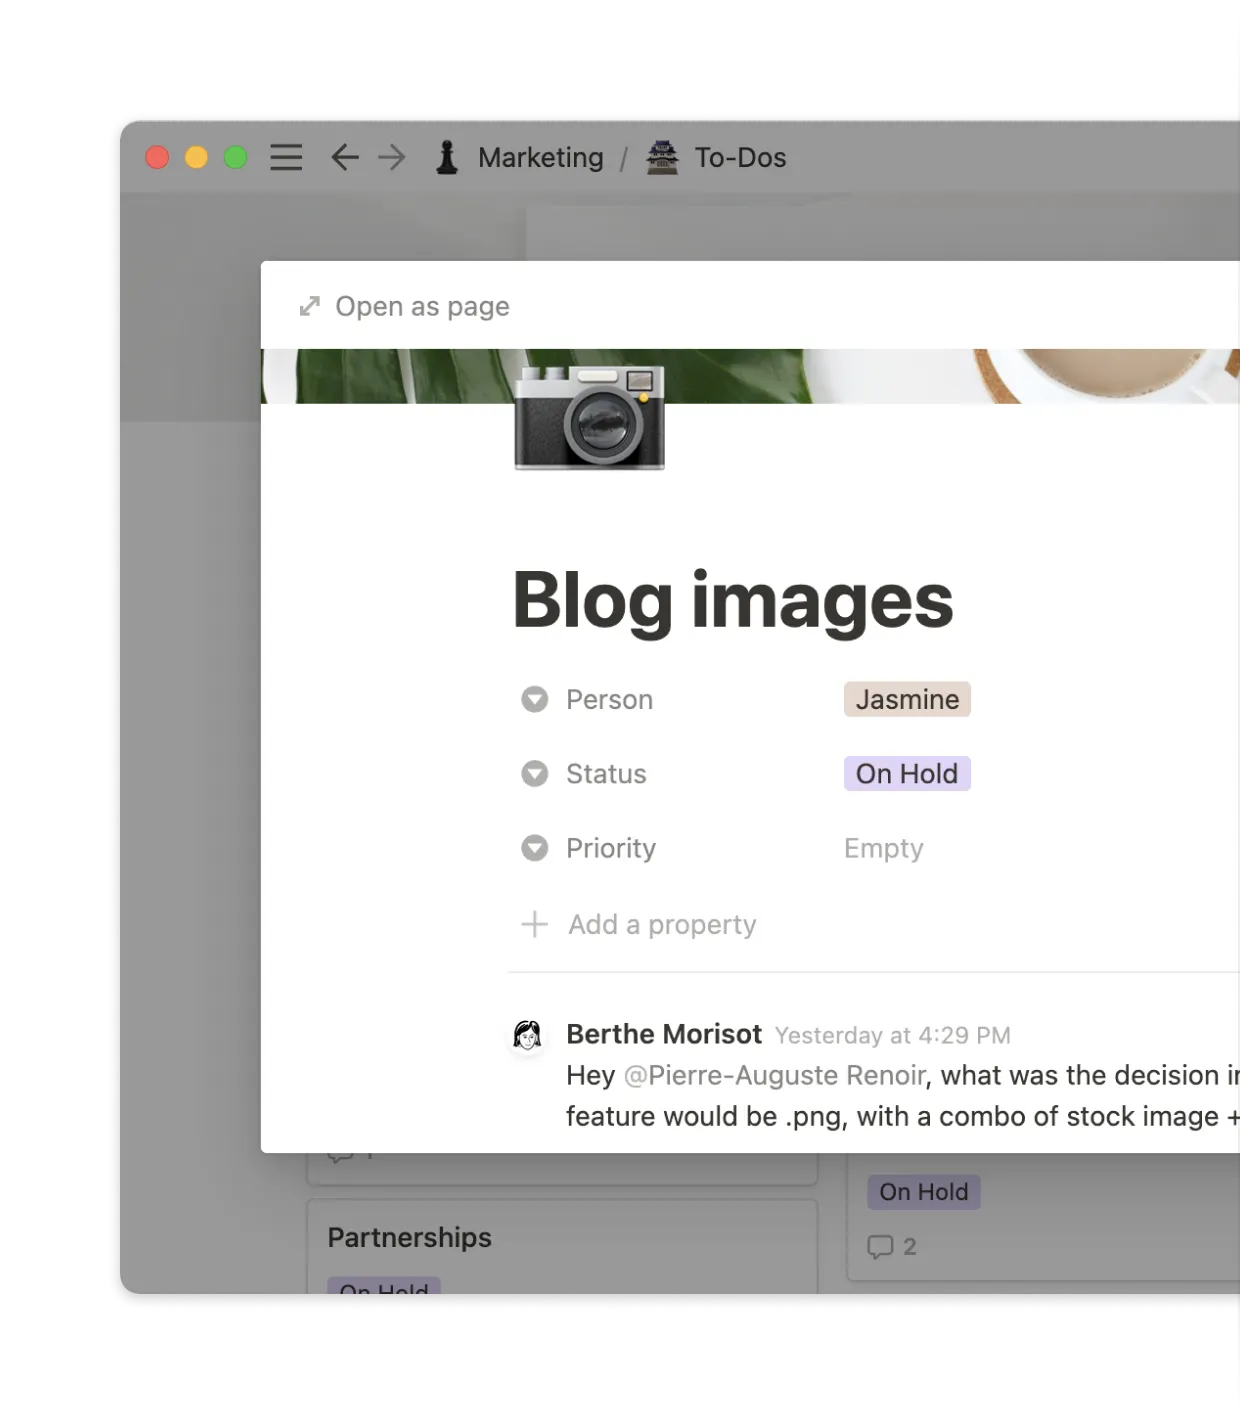 Marketing / To-Dos
Open as page
Blog images
Person Jasmine
Status On Hold
Priority Empty
Add a property
Berthe Morisot Yesterday at 4:29 PM
Hey @Pierre-Auguste Renoir, what was the decision
feature would be .png, with a combo of stock image +
On Hold
2
Partnerships
On Hold